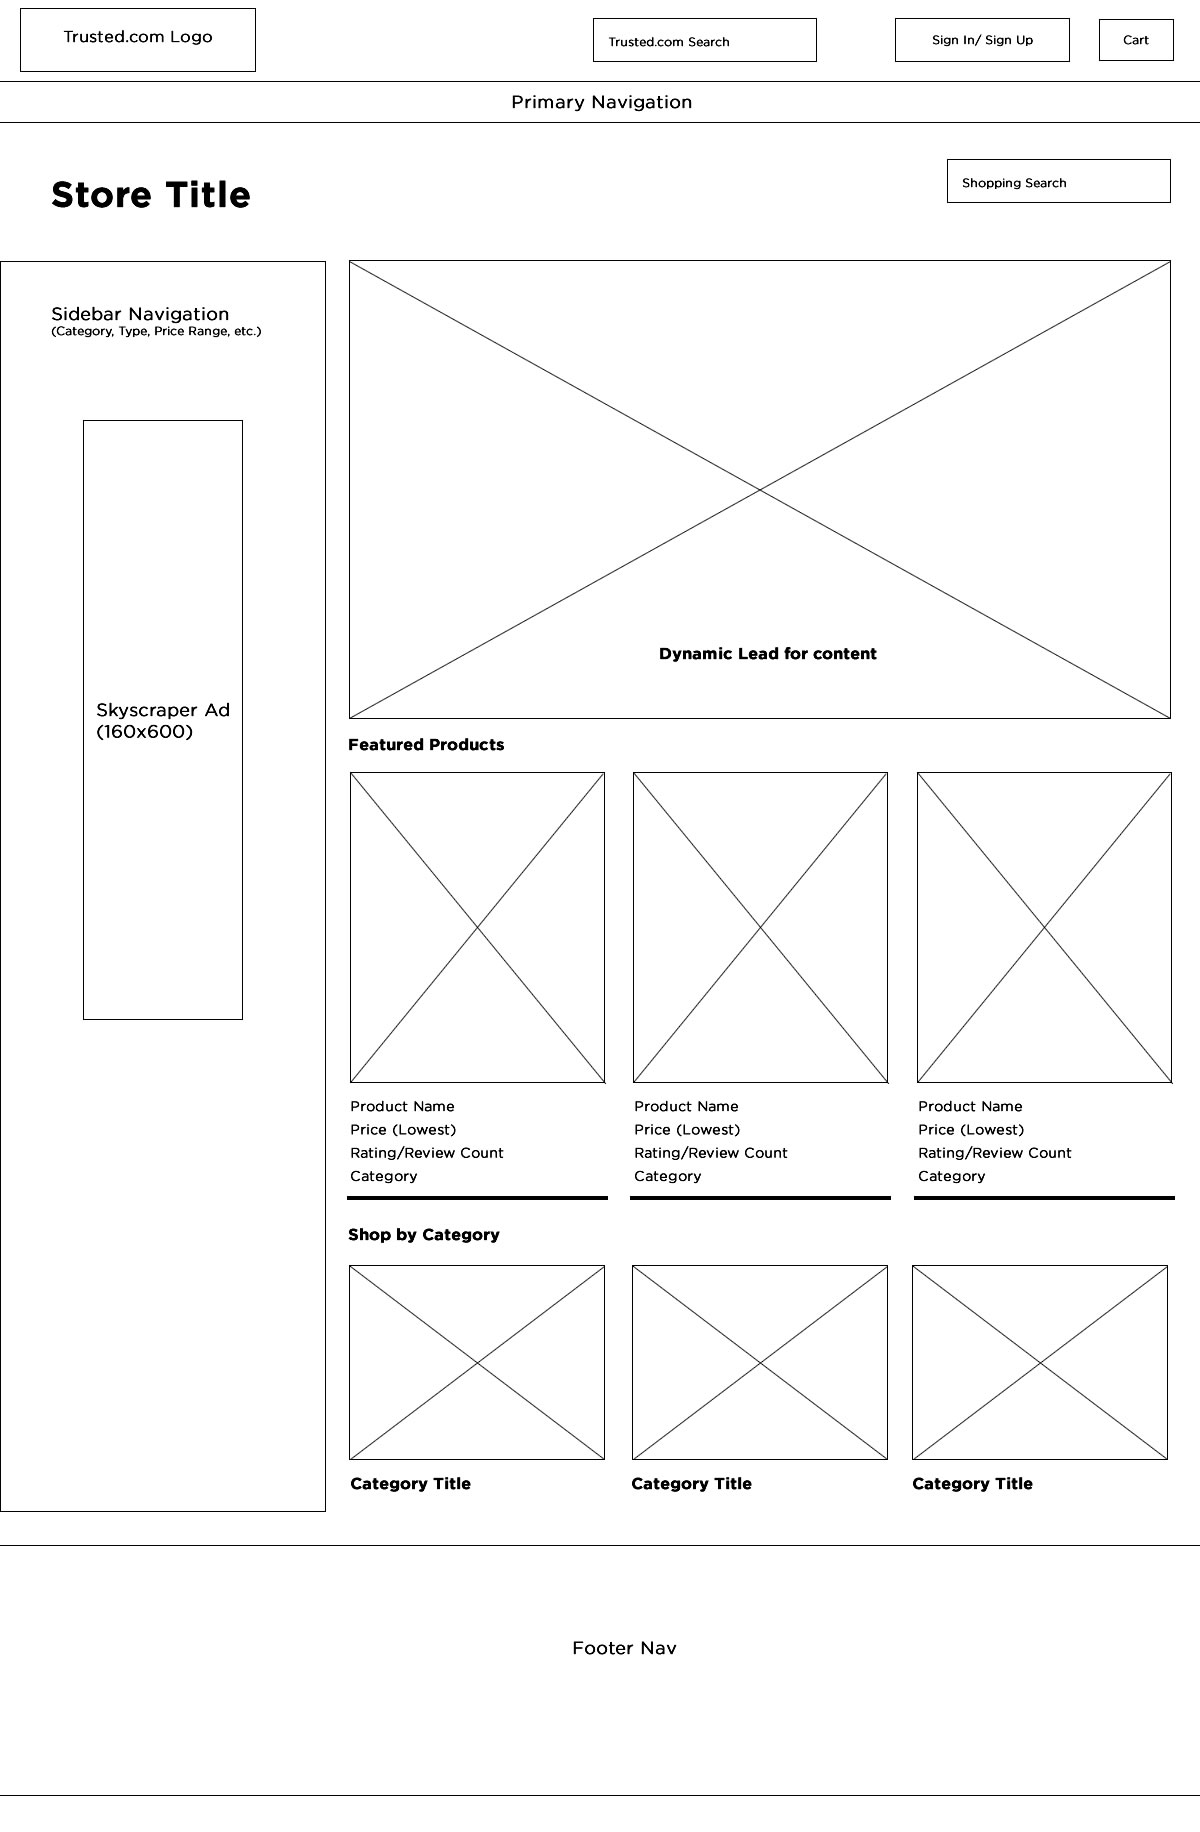 Trusted.com Logo
Trusted.com Search
Sign In/ Sign Up
Cart
Primary Navigation
Store Title
Shopping Search
Sidebar Navigation
(Category, Type, Price Range, etc.)
Skyscraper Ad
(160x600)
Dynamic Lead for content
Featured Products
Product Name
Price (Lowest)
Rating/Review Count
Category
Product Name
Price (Lowest)
Rating/Review Count
Category
Product Name
Price (Lowest)
Rating/Review Count
Category
Shop by Category
Category Title
Category Title
Category Title
Footer Nav